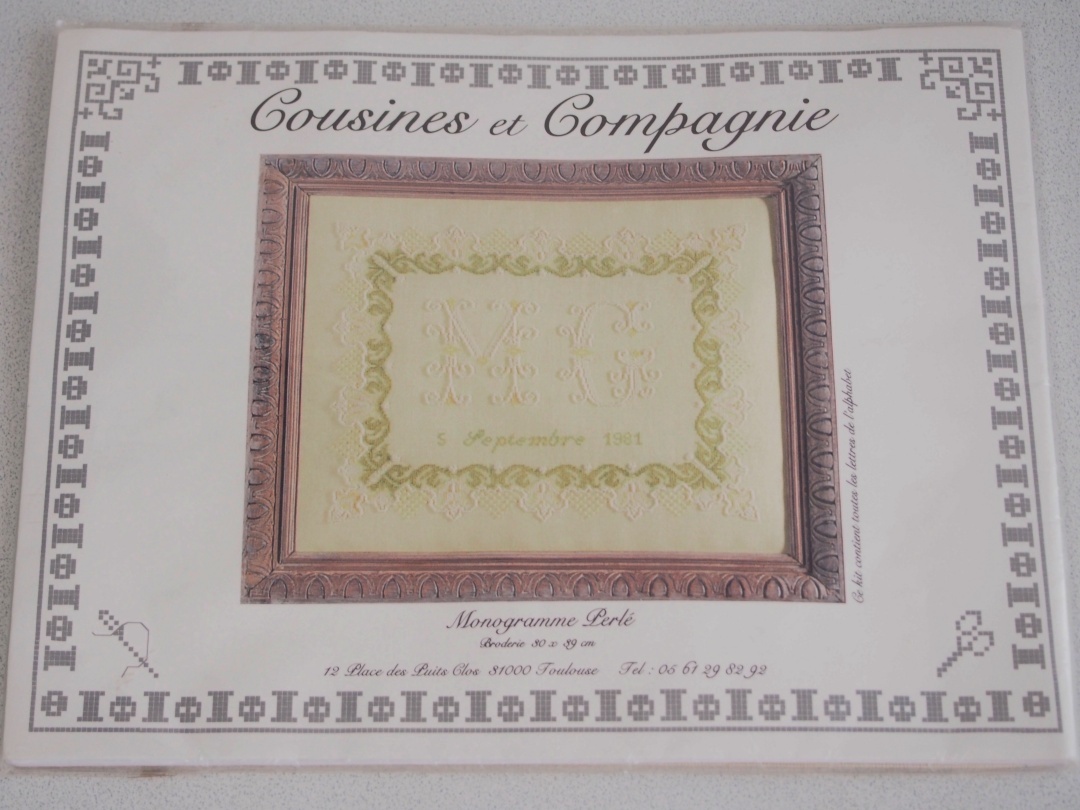 Cousines et Compagnie
M G
5 Septembre 1981
Ce kit contient toutes les lettres de l'alphabet
Monogramme Perlé
Broderie 30 x 39 cm
12 Place des Puits Clos 31000 Toulouse Tel : 05 61 29 82 92